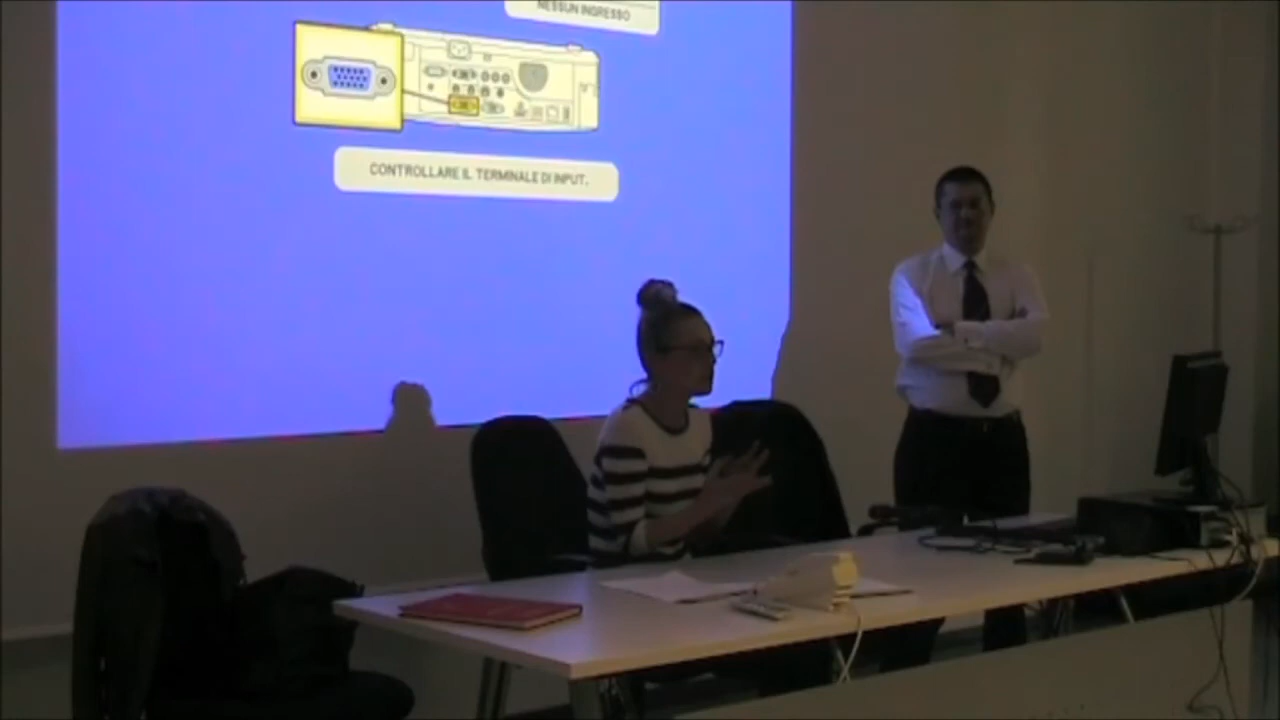 NESSUN INGRESSO
CONTROLLARE IL TERMINALE DI INPUT.